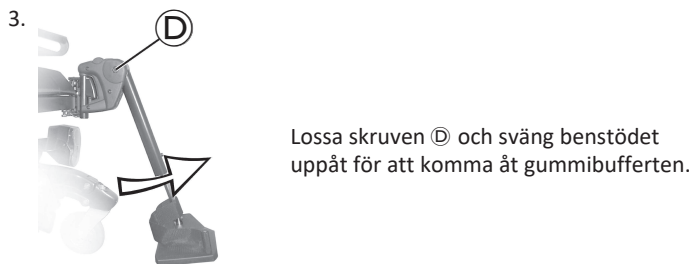 3.
D
Lossa skruven Ⓓ och sväng benstödet
uppåt för att komma åt gummibufferten.